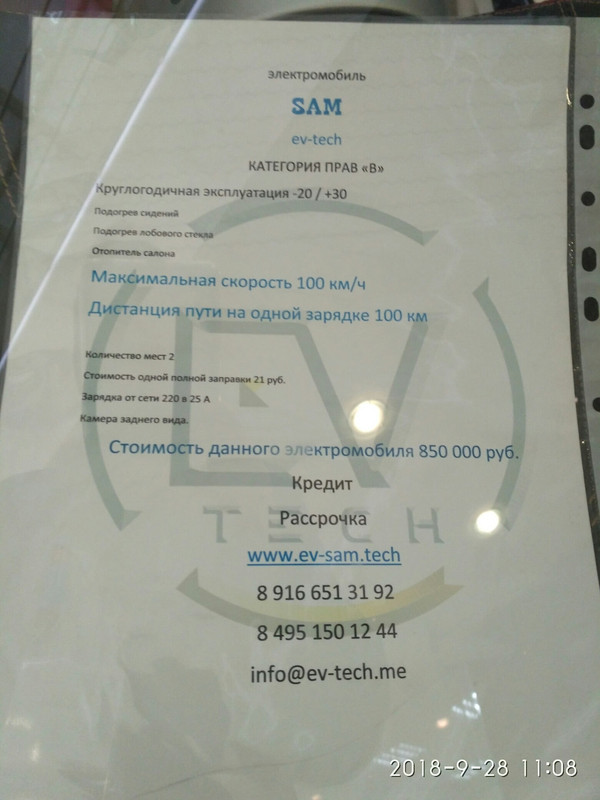 электромобиль
SAM
ev-tech
КАТЕГОРИЯ ПРАВ «В»
Круглогодичная эксплуатация -20 / +30
Подогрев сидений
Подогрев лобового стекла
Отопитель салона
Максимальная скорость 100 км/ч
Дистанция пути на одной зарядке 100 км
Количество мест 2
Стоимость одной полной заправки 21 руб.
Зарядка от сети 220 в 25 А
Камера заднего вида.
Стоимость данного электромобиля 850 000 руб.
Кредит
Рассрочка
EV
TECH
www.ev-sam.tech
8 916 651 31 92
8 495 150 12 44
info@ev-tech.me
2018-9-28 11:08